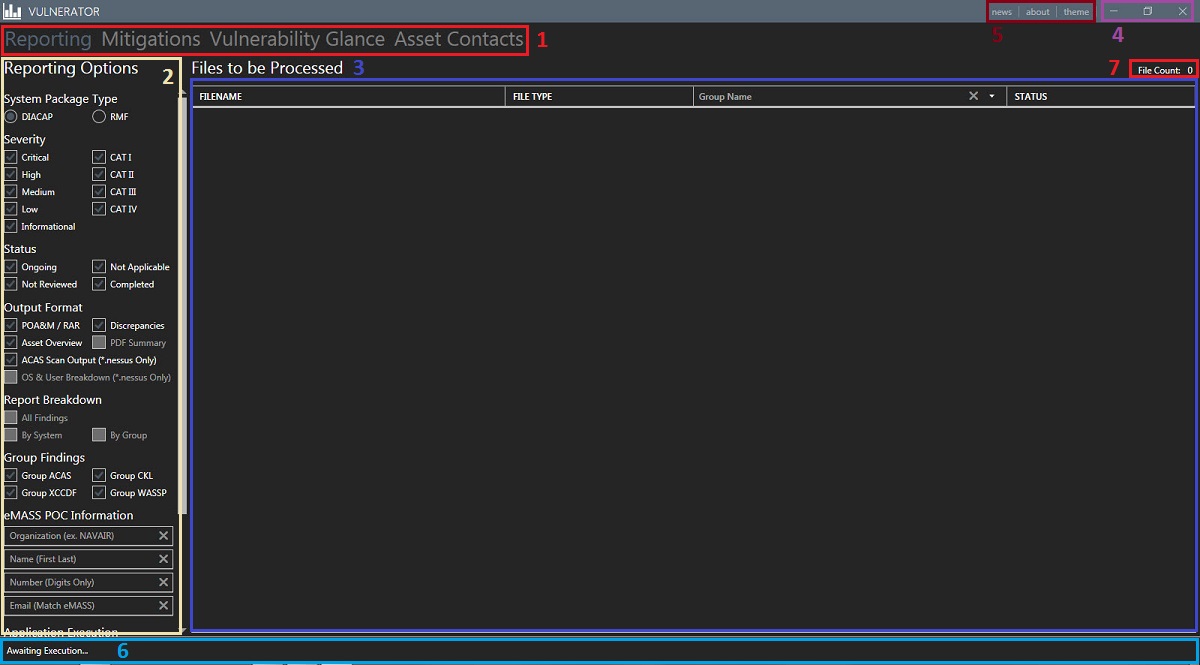 VULNERATOR
news about theme
5 4
Reporting Mitigations Vulnerability Glance Asset Contacts 1
Reporting Options 2
Files to be Processed 3
7 File Count: 0
FILENAME FILE TYPE Group Name STATUS
System Package Type
DIACAP RMF
Severity
Critical CAT I
High CAT II
Medium CAT III
Low CAT IV
Informational
Status
Ongoing Not Applicable
Not Reviewed Completed
Output Format
POA&M / RAR Discrepancies
Asset Overview PDF Summary
ACAS Scan Output (*.nessus Only)
OS & User Breakdown (*.nessus Only)
Report Breakdown
All Findings
By System By Group
Group Findings
Group ACAS Group CKL
Group XCCDF Group WASSP
eMASS POC Information
Organization (ex. NAVAIR)
Name (First Last)
Number (Digits Only)
Email (Match eMASS)
Application Execution
Awaiting Execution... 6